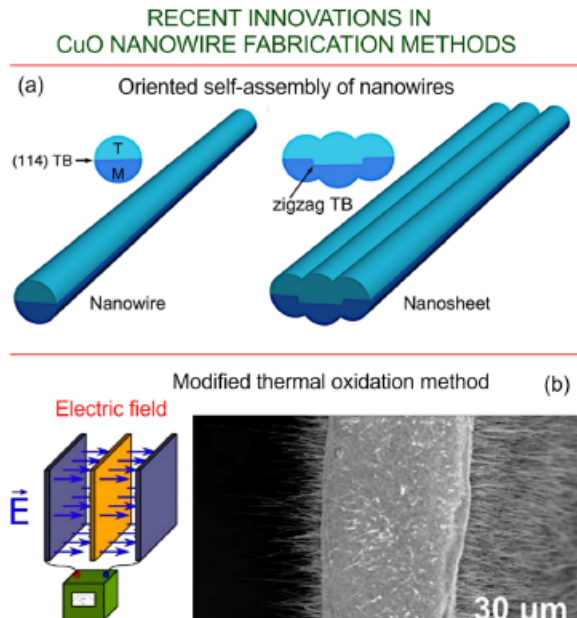 RECENT INNOVATIONS IN
CuO NANOWIRE FABRICATION METHODS
(a) Oriented self-assembly of nanowires
T
(114) TB
M
zigzag TB
Nanowire
Nanosheet
Modified thermal oxidation method (b)
Electric field
E
30 µm